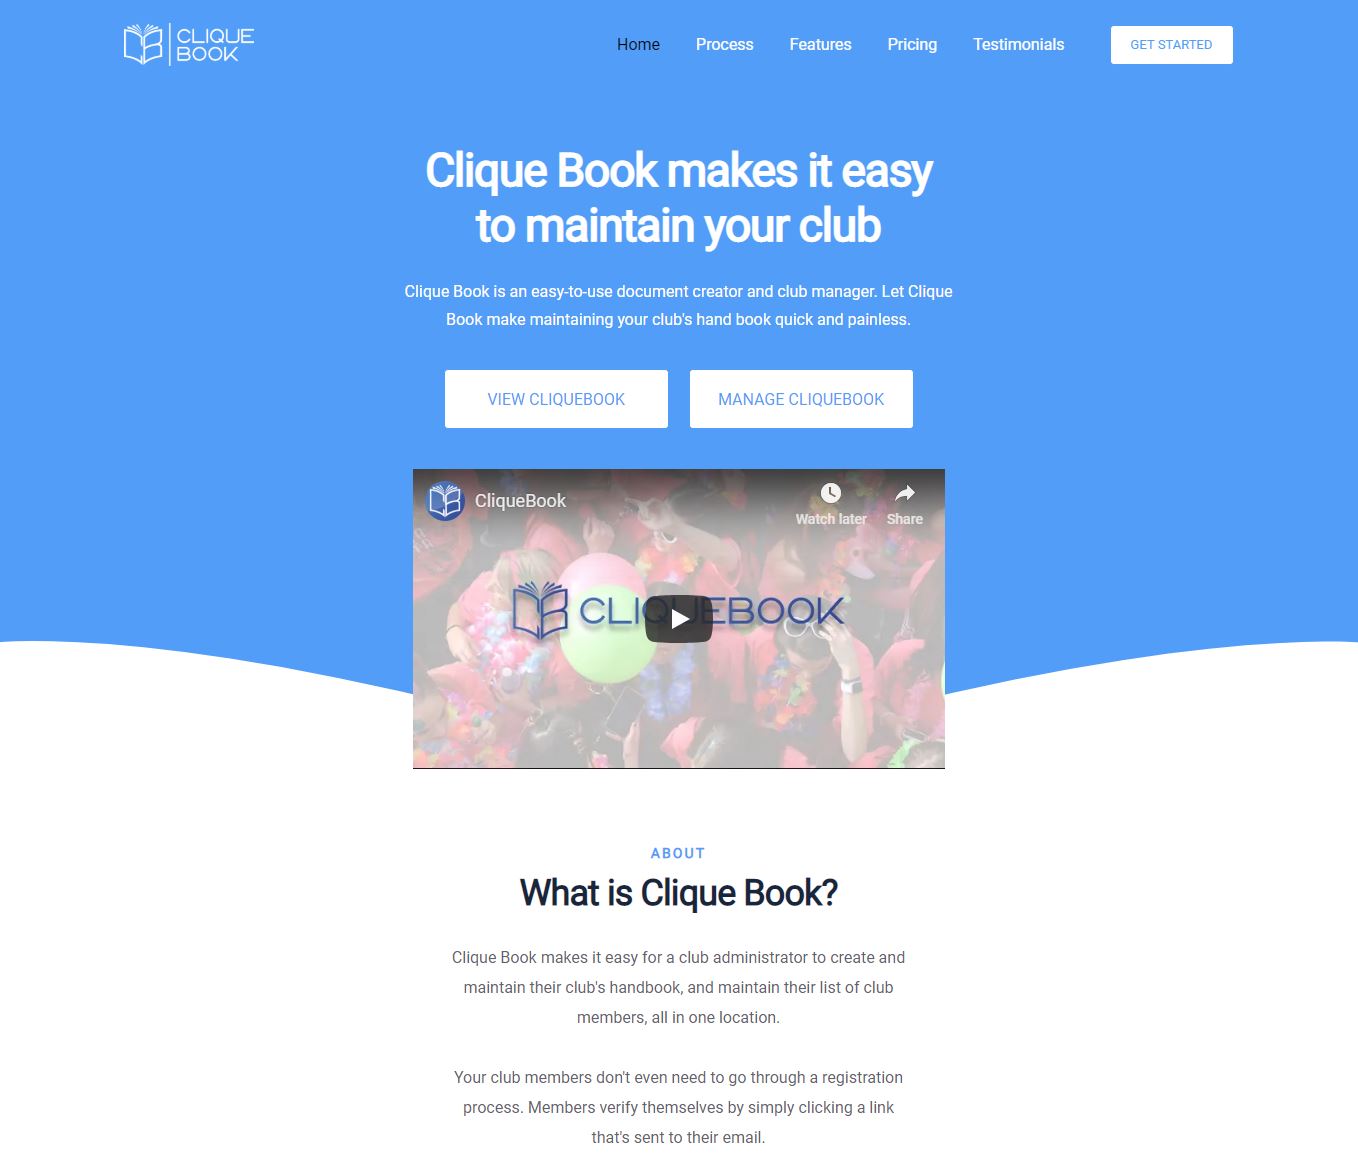 CLIQUE
BOOK
Home Process Features Pricing Testimonials GET STARTED
Clique Book makes it easy
to maintain your club
Clique Book is an easy-to-use document creator and club manager. Let Clique
Book make maintaining your club's hand book quick and painless.
VIEW CLIQUEBOOK MANAGE CLIQUEBOOK
CliqueBook
Watch later Share
CLIQUEBOOK
ABOUT
What is Clique Book?
Clique Book makes it easy for a club administrator to create and
maintain their club's handbook, and maintain their list of club
members, all in one location.
Your club members don't even need to go through a registration
process. Members verify themselves by simply clicking a link
that's sent to their email.